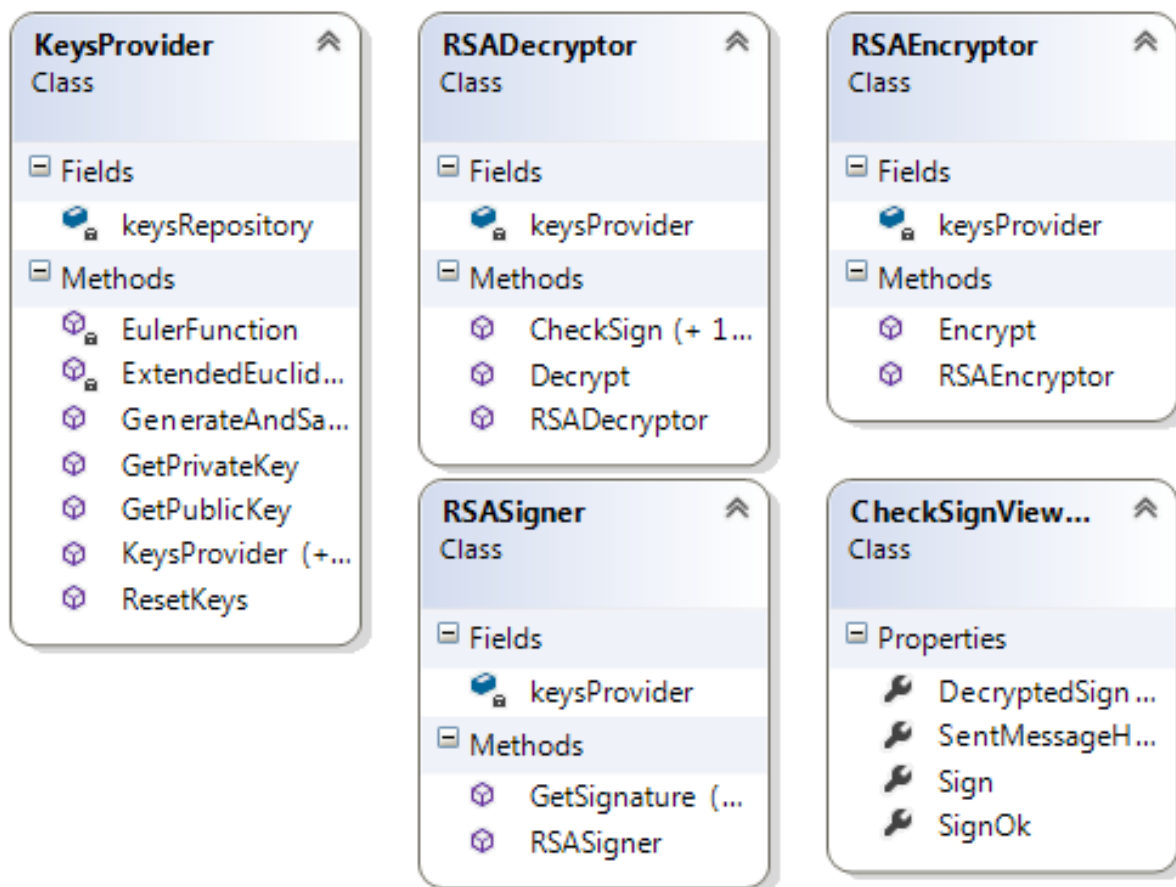 KeysProvider
Class
Fields
keysRepository
Methods
EulerFunction
ExtendedEuclid...
GenerateAndSa...
GetPrivateKey
GetPublicKey
KeysProvider (+...
ResetKeys
RSADecryptor
Class
Fields
keysProvider
Methods
CheckSign (+ 1...
Decrypt
RSADecryptor
RSAEncryptor
Class
Fields
keysProvider
Methods
Encrypt
RSAEncryptor
RSASigner
Class
Fields
keysProvider
Methods
GetSignature (...
RSASigner
CheckSignView...
Class
Properties
DecryptedSign...
SentMessageH...
Sign
SignOk